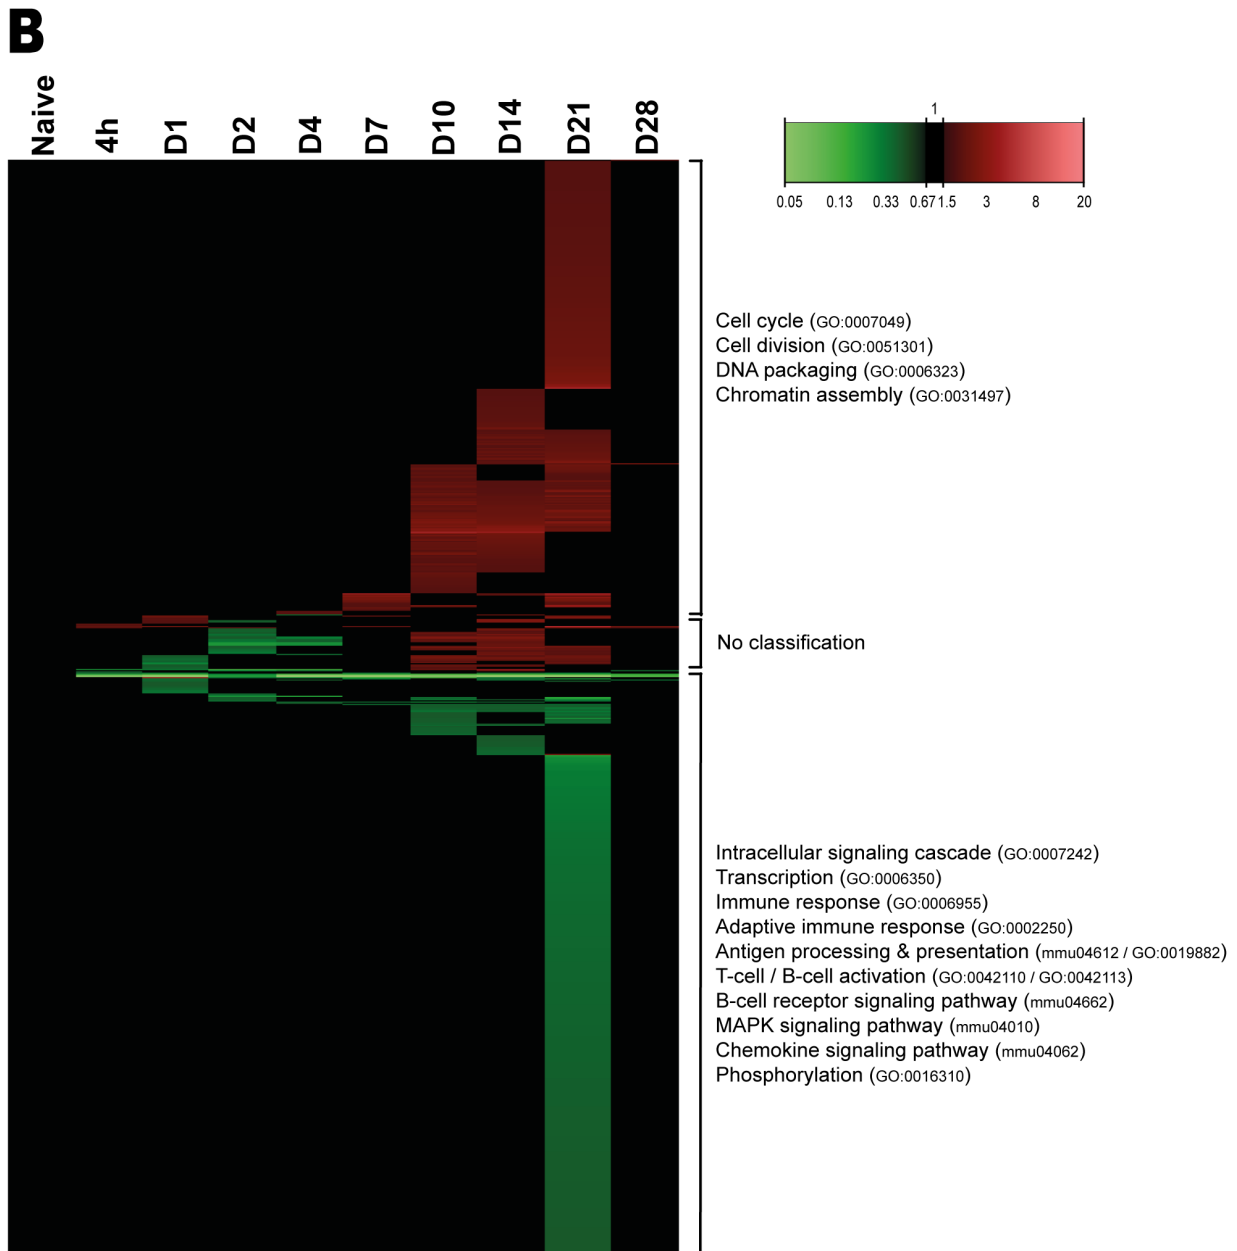 B
Naive 4h D1 D2 D4 D7 D10 D14 D21 D28
1
0.05 0.13 0.33 0.67 1.5 3 8 20
Cell cycle (GO:0007049)
Cell division (GO:0051301)
DNA packaging (GO:0006323)
Chromatin assembly (GO:0031497)
No classification
Intracellular signaling cascade (GO:0007242)
Transcription (GO:0006350)
Immune response (GO:0006955)
Adaptive immune response (GO:0002250)
Antigen processing & presentation (mmu04612 / GO:0019882)
T-cell / B-cell activation (GO:0042110 / GO:0042113)
B-cell receptor signaling pathway (mmu04662)
MAPK signaling pathway (mmu04010)
Chemokine signaling pathway (mmu04062)
Phosphorylation (GO:0016310)